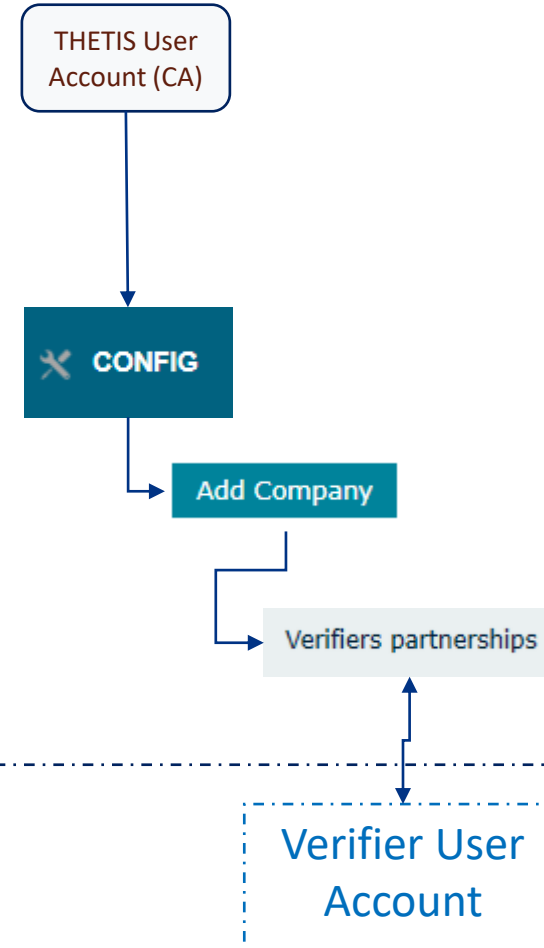 THETIS User
Account (CA)
CONFIG
Add Company
Verifiers partnerships
Verifier User
Account